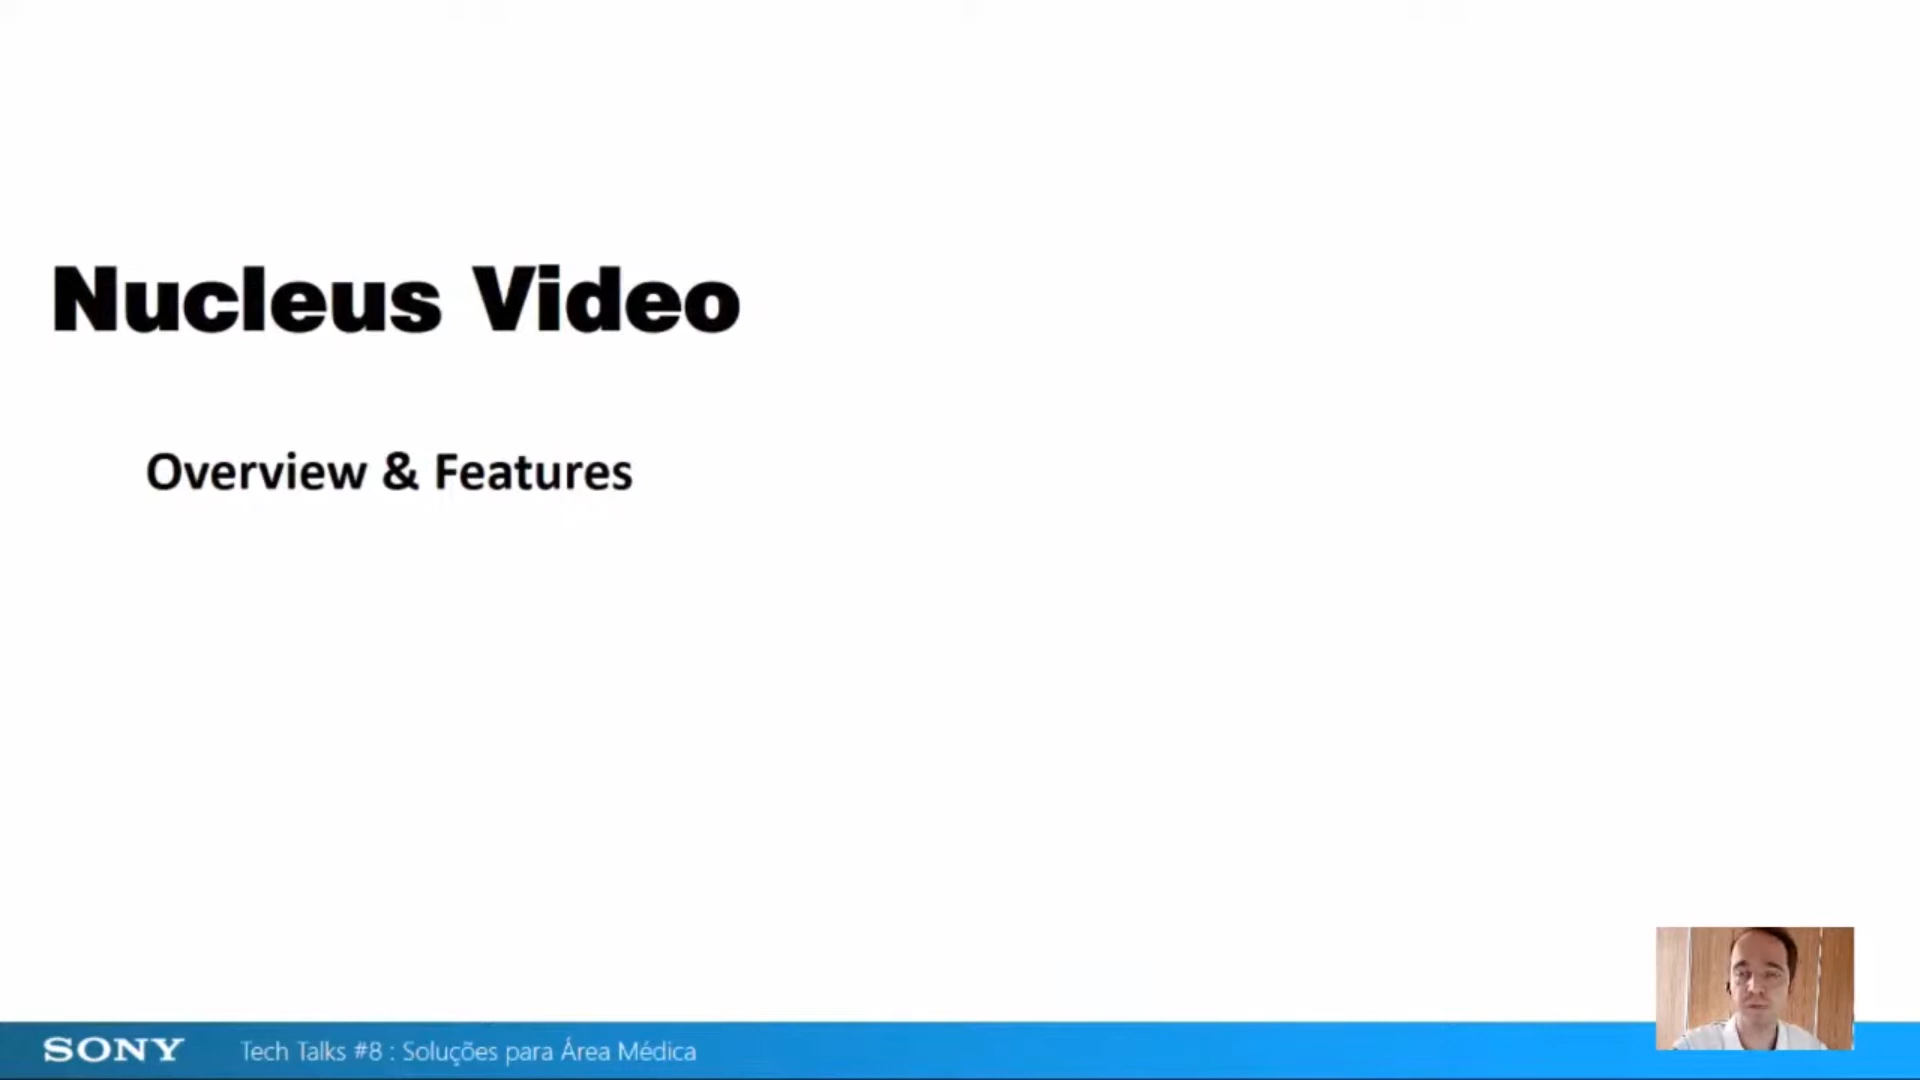 Nucleus Video
Overview & Features
SONY
Tech Talks #8 : Soluções para Área Médica